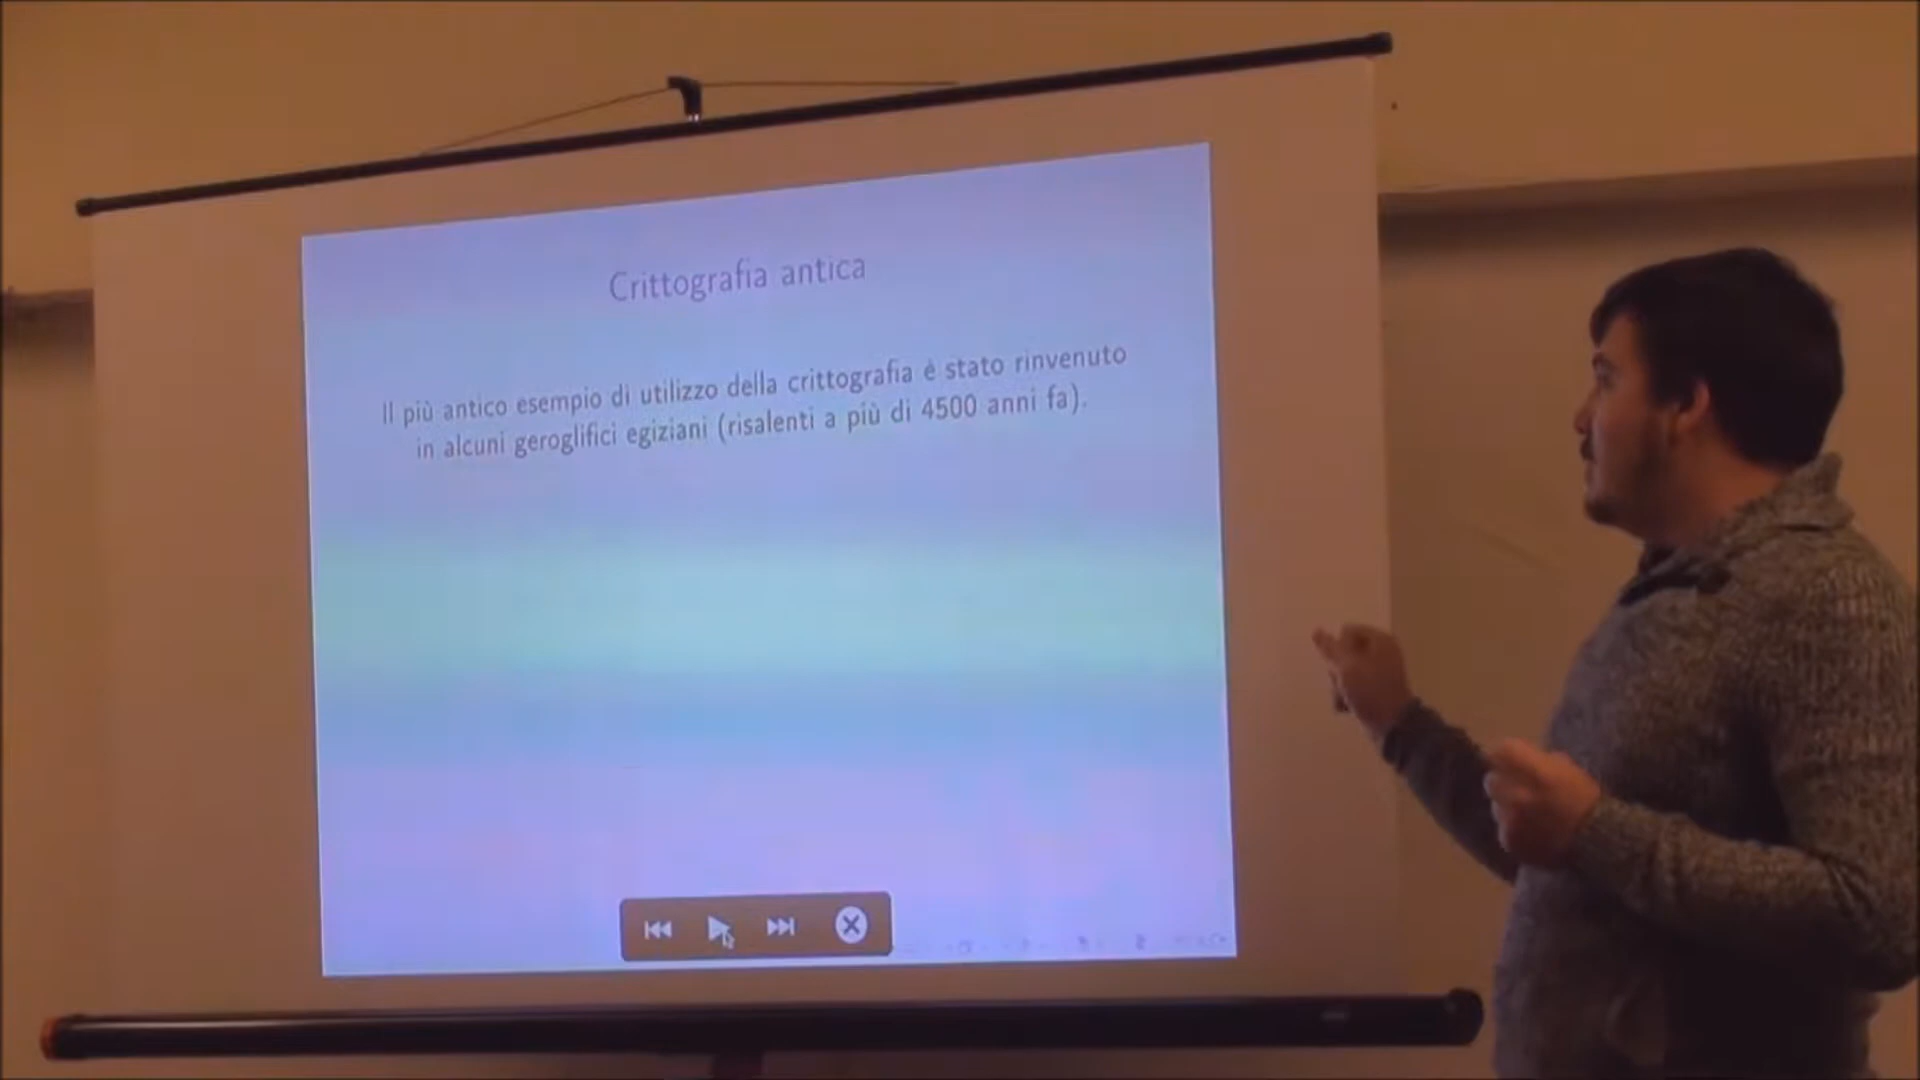 Crittografia antica
Il più antico esempio di utilizzo della crittografia è stato rinvenuto
in alcuni geroglifici egiziani (risalenti a più di 4500 anni fa).